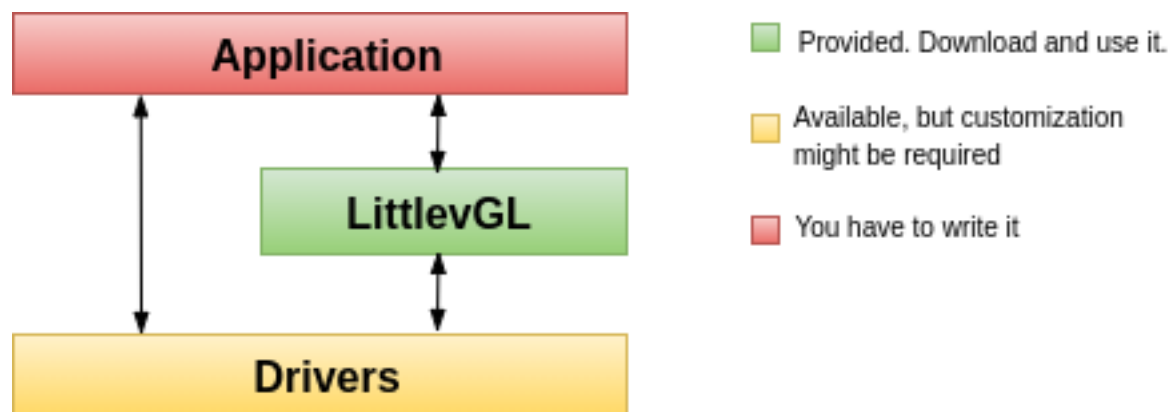 Application
LittlevGL
Drivers
Provided. Download and use it.
Available, but customization
might be required
You have to write it